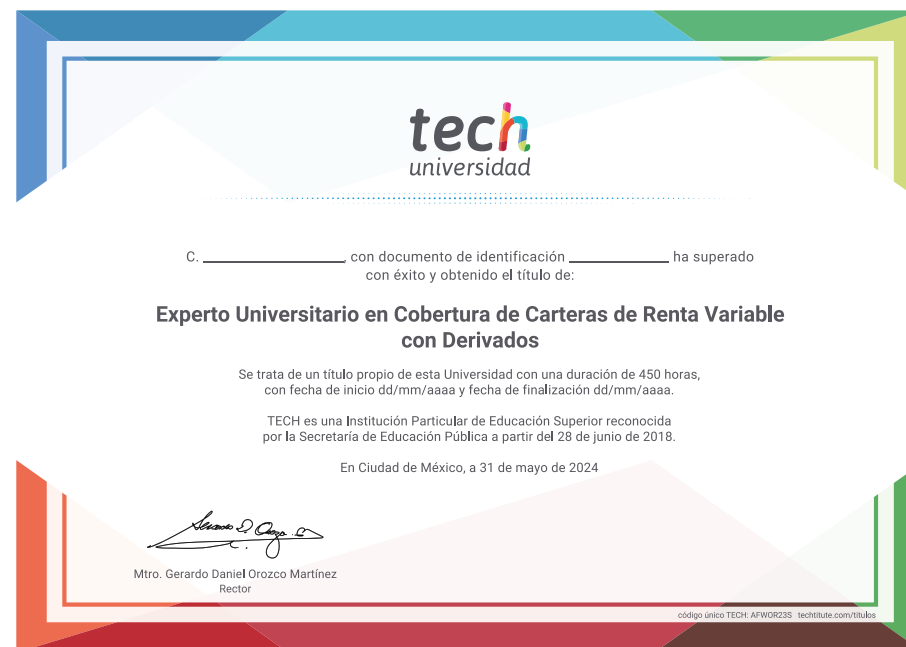 tech
universidad
C. ________________, con documento de identificación ____________ ha superado
con éxito y obtenido el título de:
Experto Universitario en Cobertura de Carteras de Renta Variable
con Derivados
Se trata de un título propio de esta Universidad con una duración de 450 horas,
con fecha de inicio dd/mm/aaaa y fecha de finalización dd/mm/aaaa.
TECH es una Institución Particular de Educación Superior reconocida
por la Secretaría de Educación Pública a partir del 28 de junio de 2018.
En Ciudad de México, a 31 de mayo de 2024
Mtro. Gerardo Daniel Orozco Martínez
Rector
código único TECH: AFWOR23S techtitute.com/titulos